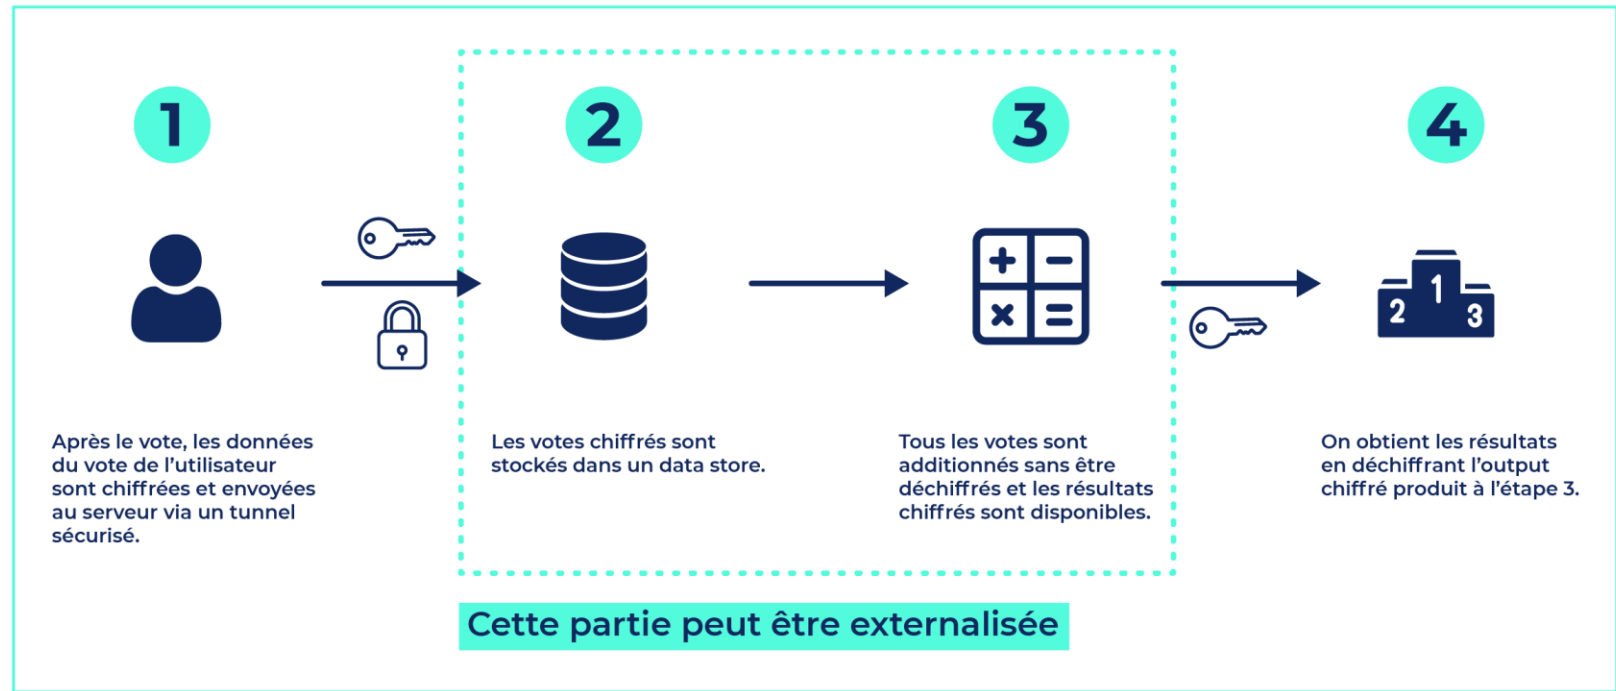 1
2
3
4
+ −
× =
1
2
3
Après le vote, les données
du vote de l'utilisateur
sont chiffrées et envoyées
au serveur via un tunnel
sécurisé.
Les votes chiffrés sont
stockés dans un data store.
Tous les votes sont
additionnés sans être
déchiffrés et les résultats
chiffrés sont disponibles.
On obtient les résultats
en déchiffrant l'output
chiffré produit à l'étape 3.
Cette partie peut être externalisée